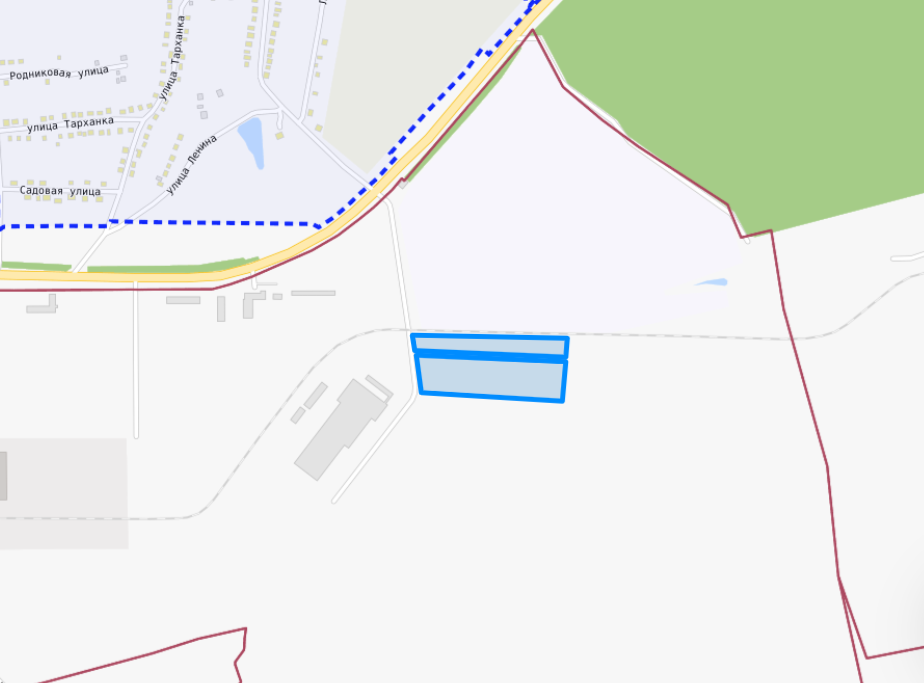 улица Тарханка
Родниковая улица
улица Тарханка
улица Ленина
Садовая улица